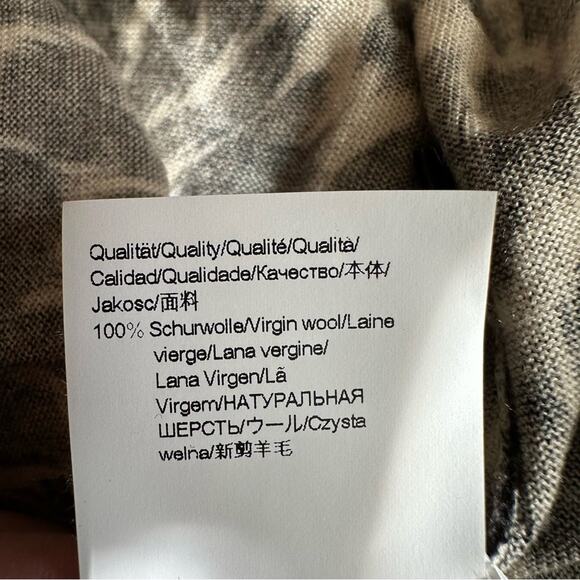 Qualität/Quality/Qualité/Qualità/
Calidad/Qualidade/Качество/本体/
Jakosc/面料
100% Schurwolle/Virgin wool/Laine
vierge/Lana vergine/
Lana Virgen/Lã
Virgem/НАТУРАЛЬНАЯ
ШЕРСТЬ/ウール/Czysta
welna/新剪羊毛